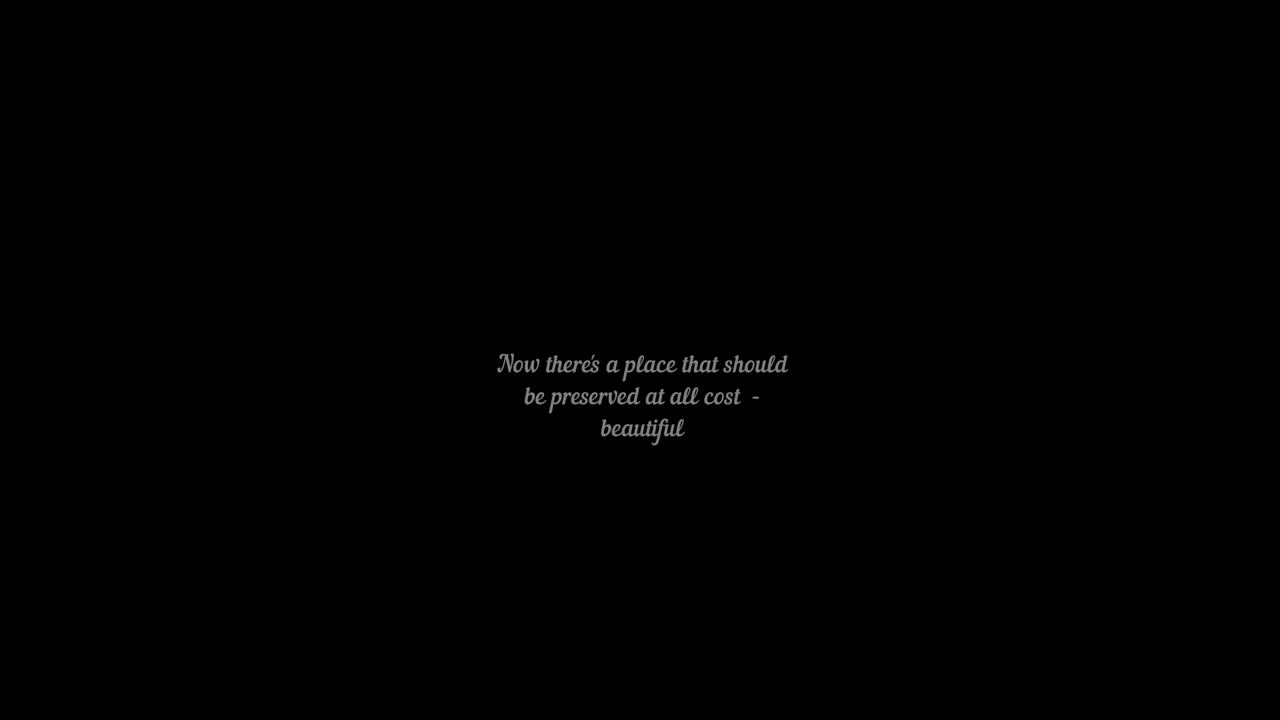 Now there's a place that should
be preserved at all cost -
beautiful